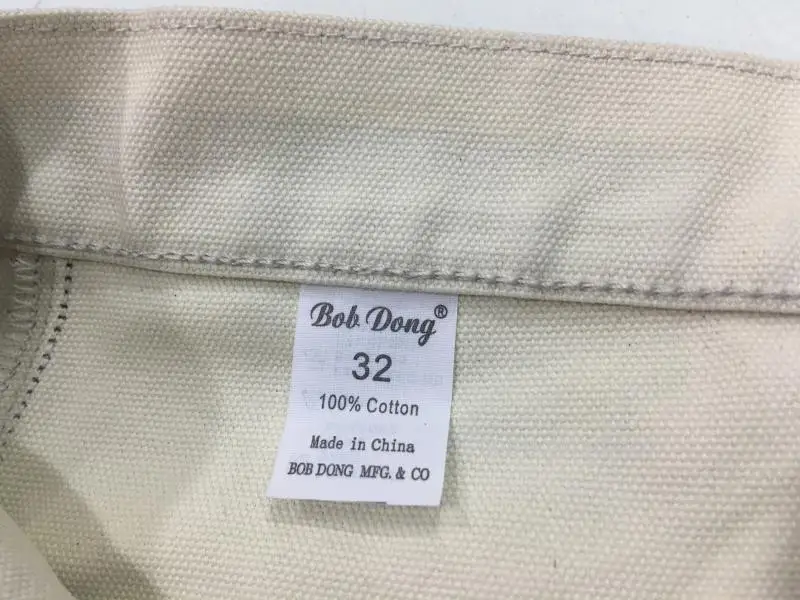 Bob Dong®
32
100% Cotton
Made in China
BOB DONG MFG. & CO